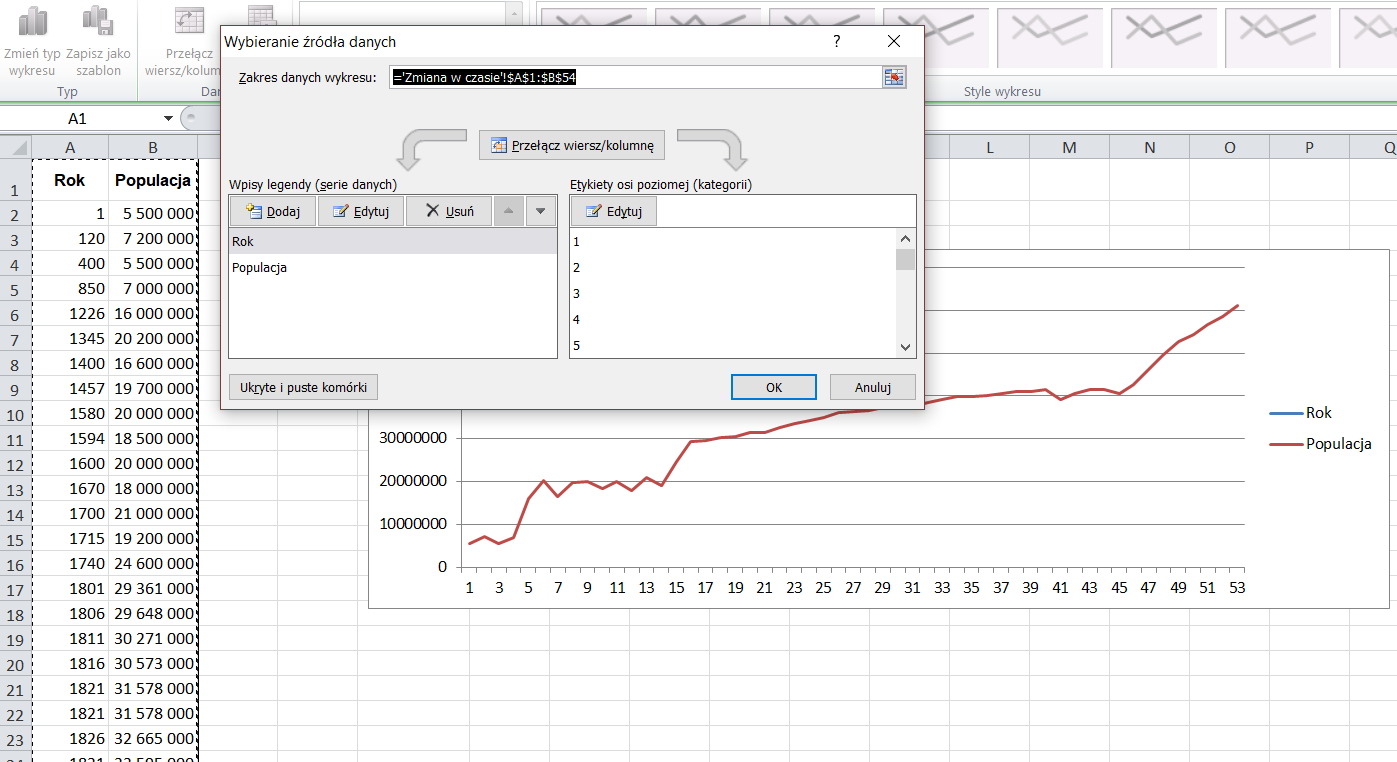 Zmień typ wykresu
Zapisz jako szablon
Przełącz
wiersz/kolum
Typ
Dan
Style wykresu
Wybieranie źródła danych
?
Zakres danych wykresu:
='Zmiana w czasie'!$A$1:$B$54
Przełącz wiersz/kolumnę
Wpisy legendy (serie danych)
Etykiety osi poziomej (kategorii)
Dodaj
Edytuj
Usuń
Edytuj
Rok
Populacja
1
2
3
4
5
Ukryte i puste komórki
OK
Anuluj
A1
A B L M N O P Q
1 Rok Populacja
2 1 5 500 000
3 120 7 200 000
4 400 5 500 000
5 850 7 000 000
6 1226 16 000 000
7 1345 20 200 000
8 1400 16 600 000
9 1457 19 700 000
10 1580 20 000 000
11 1594 18 500 000
12 1600 20 000 000
13 1670 18 000 000
14 1700 21 000 000
15 1715 19 200 000
16 1740 24 600 000
17 1801 29 361 000
18 1806 29 648 000
19 1811 30 271 000
20 1816 30 573 000
21 1821 31 578 000
22 1821 31 578 000
23 1826 32 665 000
30000000
20000000
10000000
0
1 3 5 7 9 11 13 15 17 19 21 23 25 27 29 31 33 35 37 39 41 43 45 47 49 51 53
Rok
Populacja